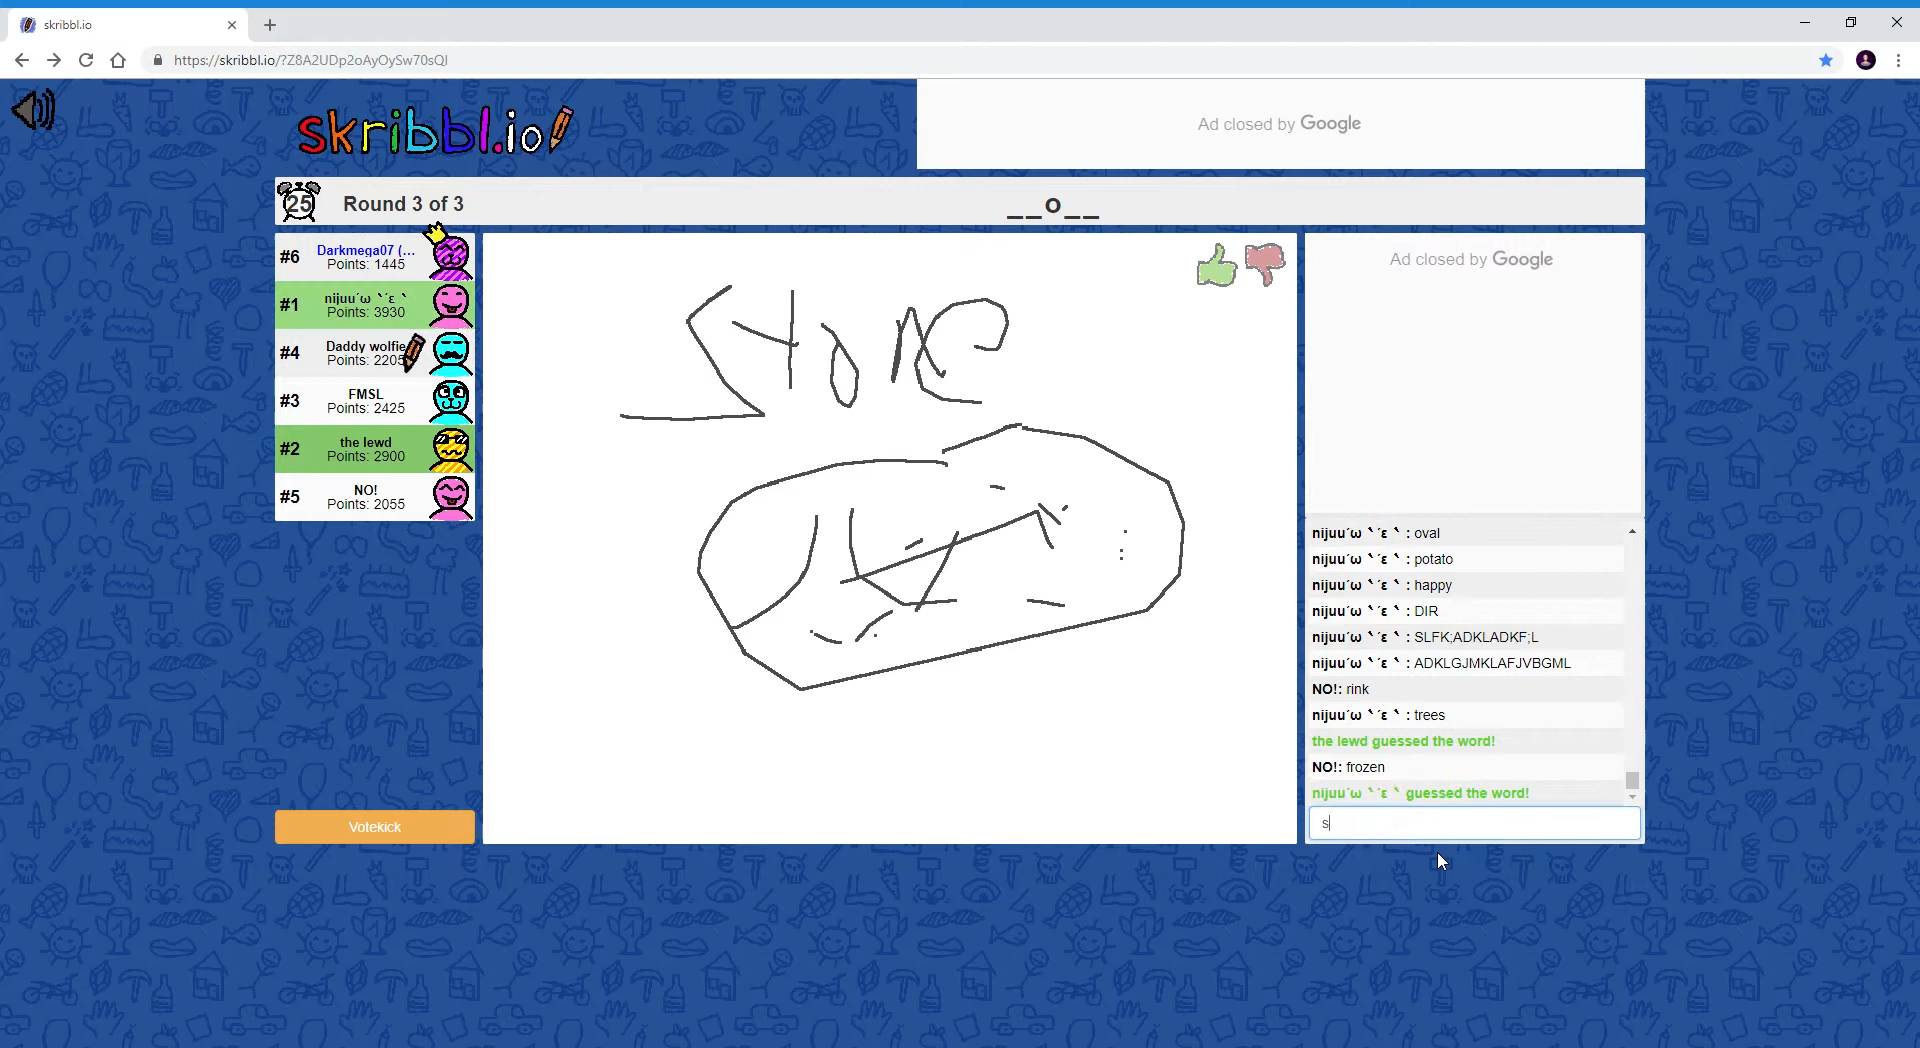 skribbl.io
https://skribbl.io/?Z8A2UDp2oAyOySw70sQI
skribbl.io
Ad closed by Google
25
Round 3 of 3
__o__
#6 Darkmega07 (...
Points: 1445
#1 nijuu´ω `´ε `
Points: 3930
#4 Daddy wolfie
Points: 2205
#3 FMSL
Points: 2425
#2 the lewd
Points: 2900
#5 NO!
Points: 2055
Votekick
Stone
Ad closed by Google
nijuu´ω `´ε ` : oval
nijuu´ω `´ε ` : potato
nijuu´ω `´ε ` : happy
nijuu´ω `´ε ` : DIR
nijuu´ω `´ε ` : SLFK;ADKLADKF;L
nijuu´ω `´ε ` : ADKLGJMKLAFJVBGML
NO!: rink
nijuu´ω `´ε ` : trees
the lewd guessed the word!
NO!: frozen
nijuu´ω `´ε ` guessed the word!
s